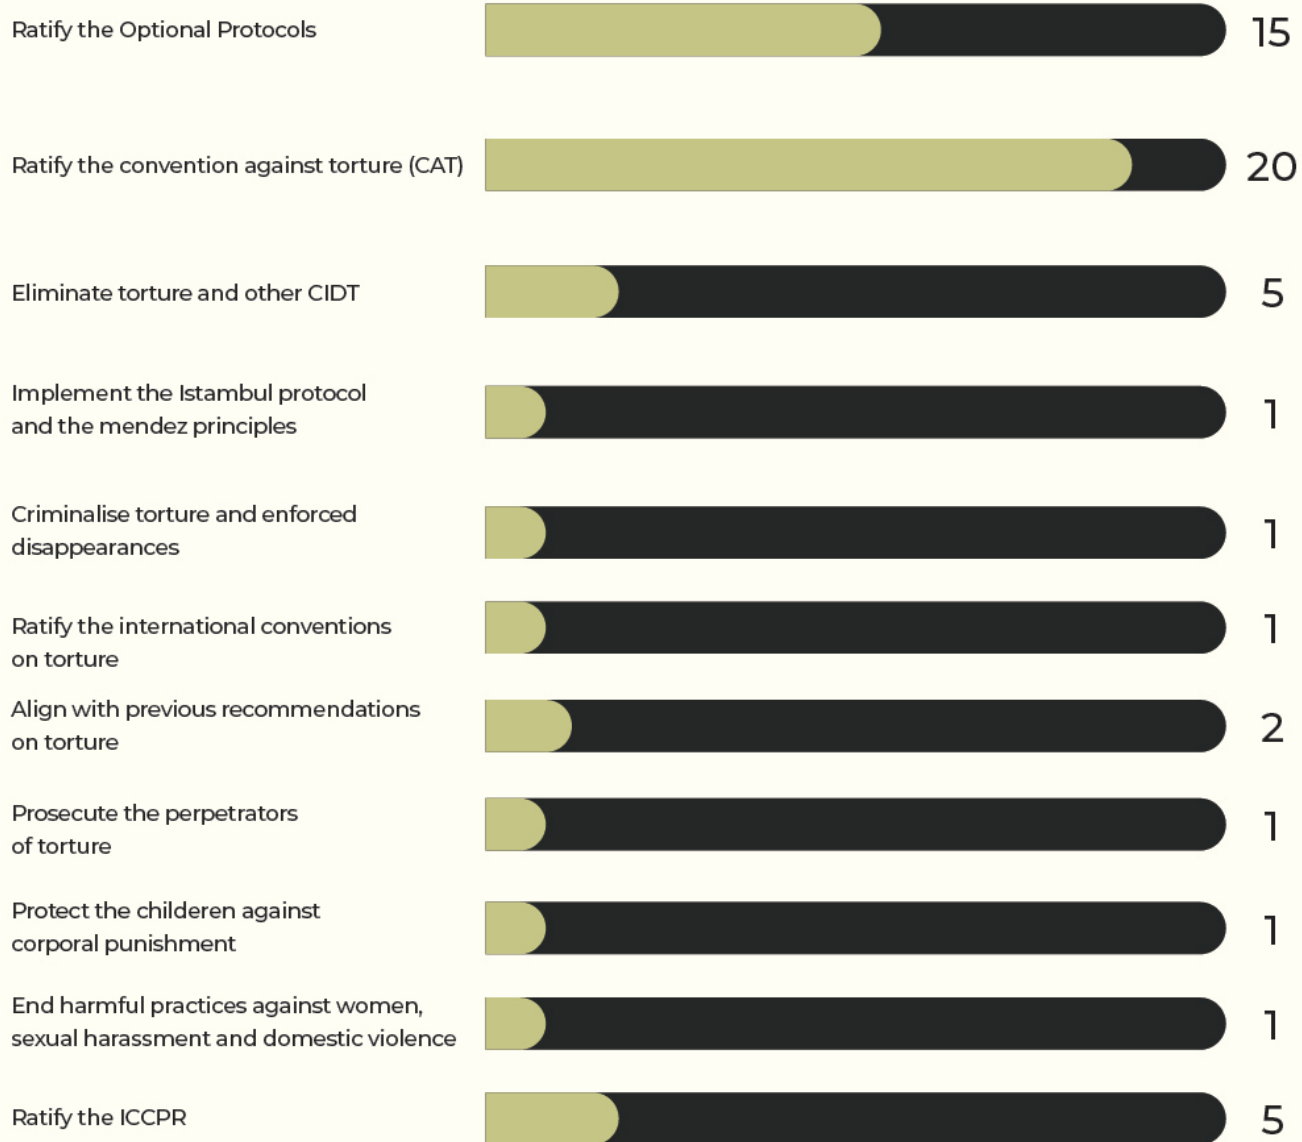 Ratify the Optional Protocols
15
Ratify the convention against torture (CAT)
20
Eliminate torture and other CIDT
5
Implement the Istambul protocol
and the mendez principles
1
Criminalise torture and enforced
disappearances
1
Ratify the international conventions
on torture
1
Align with previous recommendations
on torture
2
Prosecute the perpetrators
of torture
1
Protect the childeren against
corporal punishment
1
End harmful practices against women,
sexual harassment and domestic violence
1
Ratify the ICCPR
5